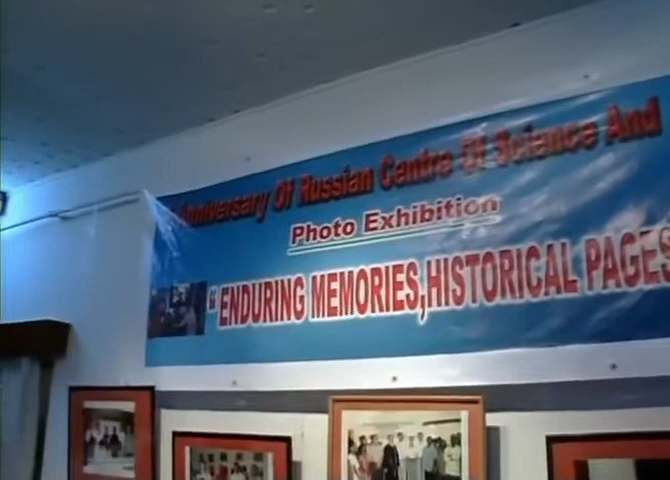 Anniversary Of Russian Centre Of Science And
Photo Exhibition
"ENDURING MEMORIES,HISTORICAL PAGES